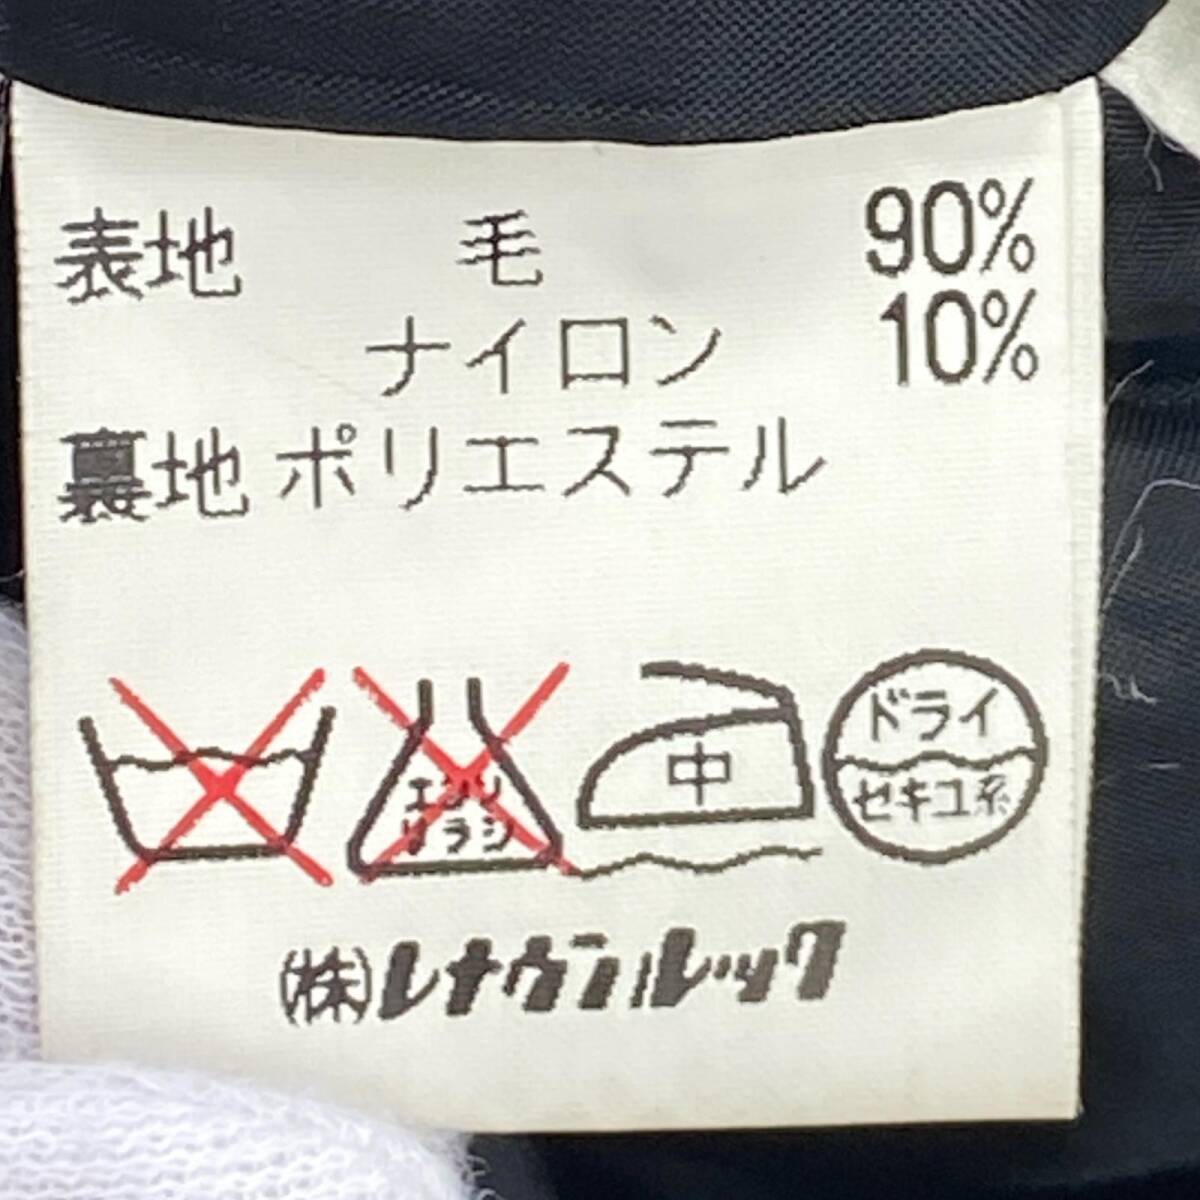 表地 毛 90%
ナイロン 10%
裏地 ポリエステル
エンソ
サラシ
中
ドライ
セキユ系
(株)レナウンルック